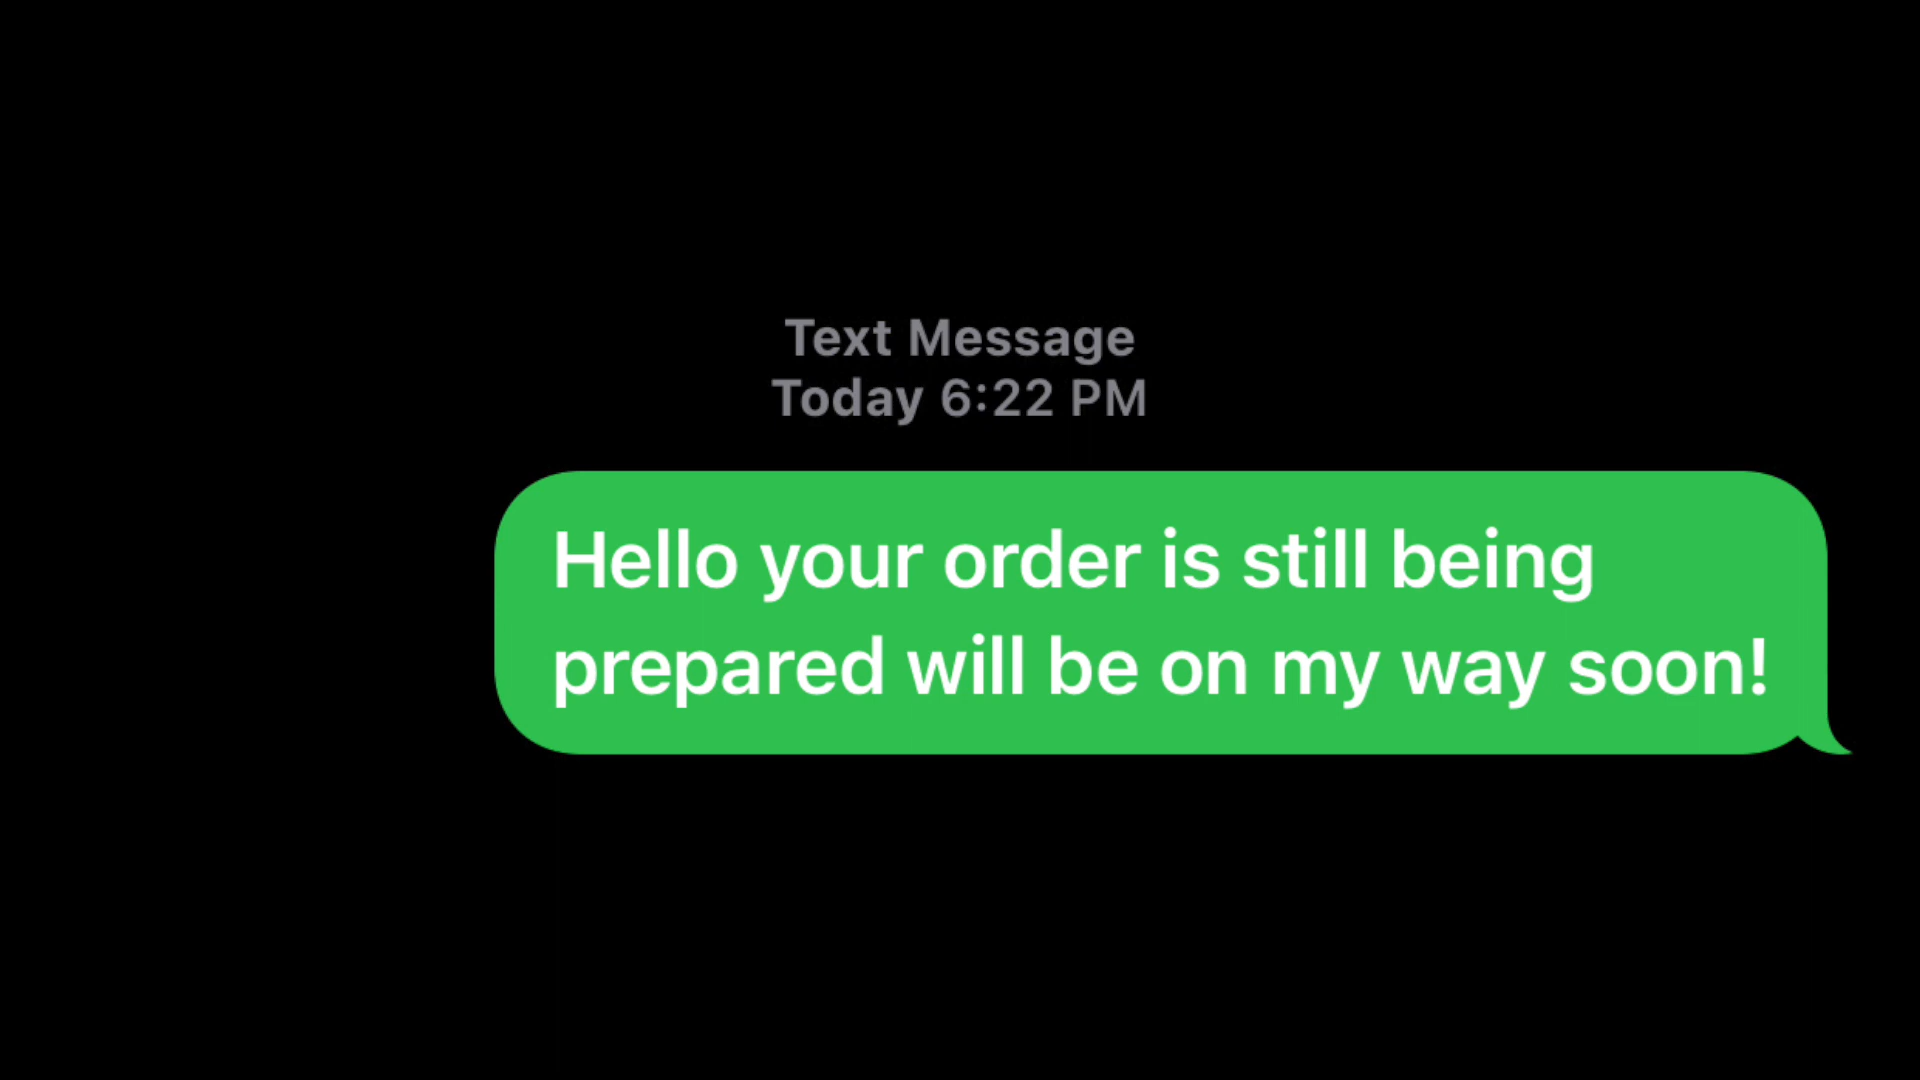 Text Message
Today 6:22 PM
Hello your order is still being
prepared will be on my way soon!